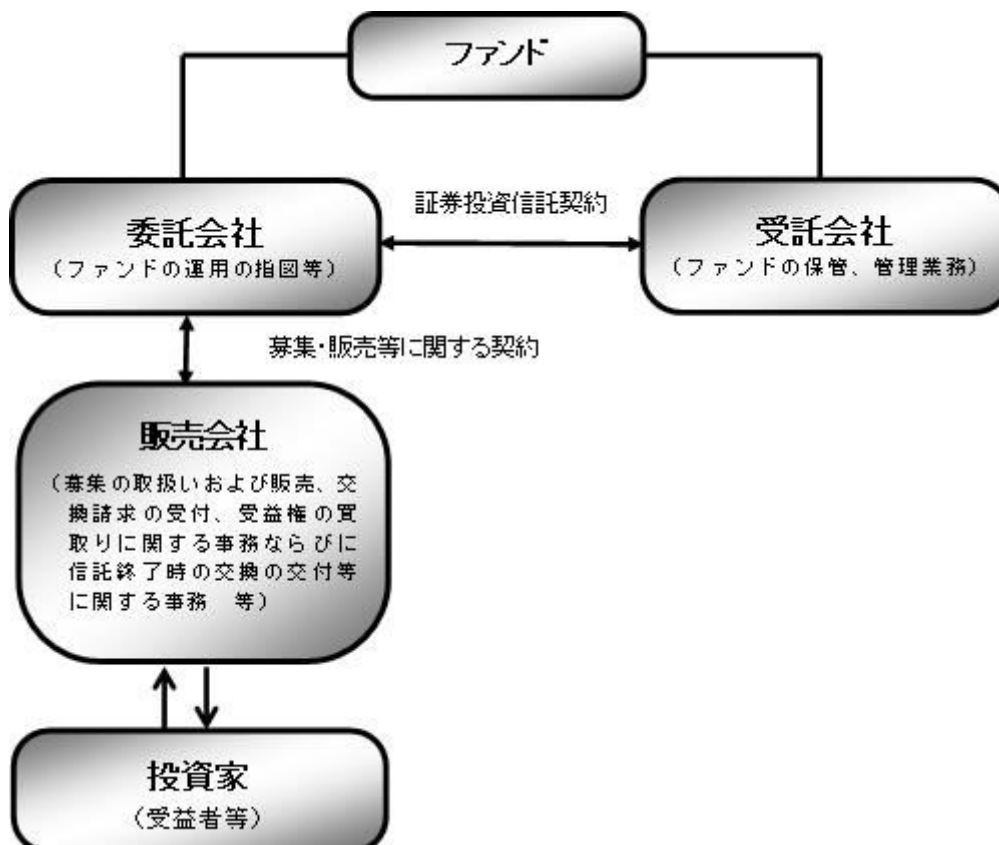 ファンド
証券投資信託契約
委託会社
(ファンドの運用の指図等)
受託会社
(ファンドの保管、管理業務)
募集・販売等に関する契約
販売会社
(募集の取扱いおよび販売、交
換請求の受付、受益権の買
取りに関する事務ならびに
信託終了時の交換の交付等
に関する事務 等)
投資家
(受益者等)